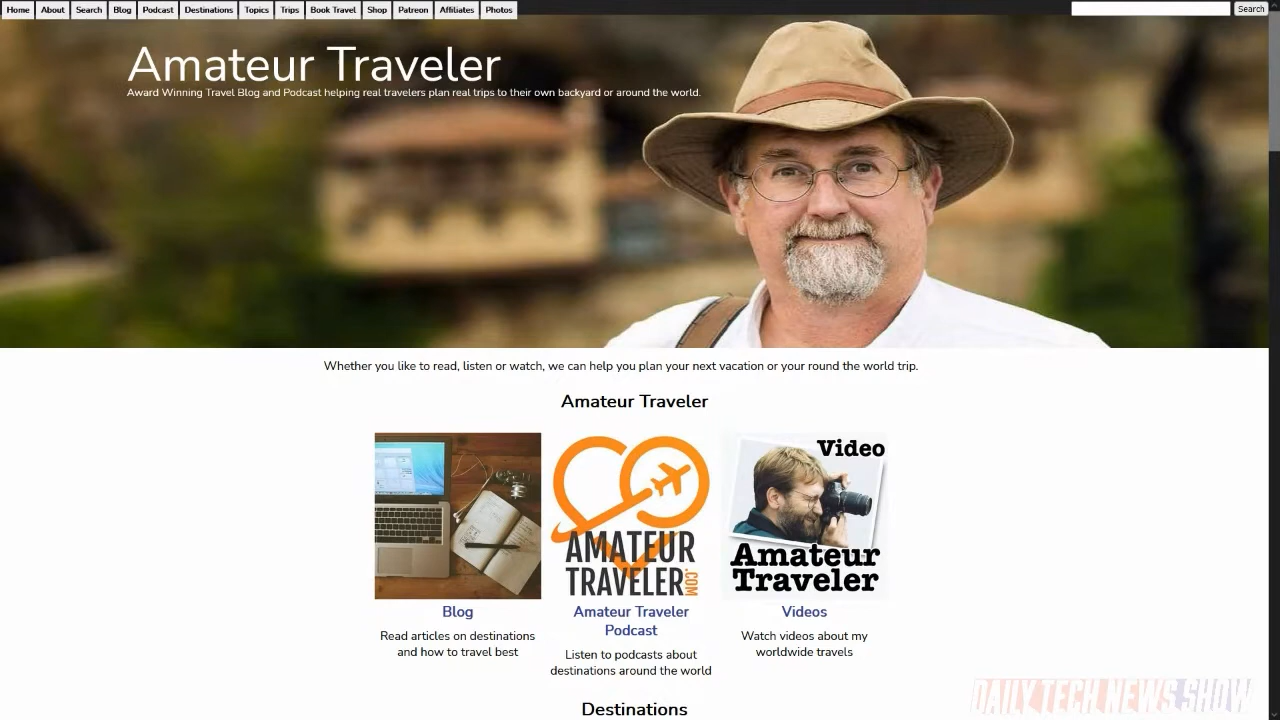 Home About Search Blog Podcast Destinations Topics Trips Book Travel Shop Patreon Affiliates Photos Search
Amateur Traveler
Award Winning Travel Blog and Podcast helping real travelers plan real trips to their own backyard or around the world.
Whether you like to read, listen or watch, we can help you plan your next vacation or your round the world trip.
Amateur Traveler
AMATEUR
TRAVELER
.COM
Video
Amateur
Traveler
Blog
Read articles on destinations
and how to travel best
Amateur Traveler
Podcast
Listen to podcasts about
destinations around the world
Videos
Watch videos about my
worldwide travels
Destinations
DAILY TECH NEWS SHOW